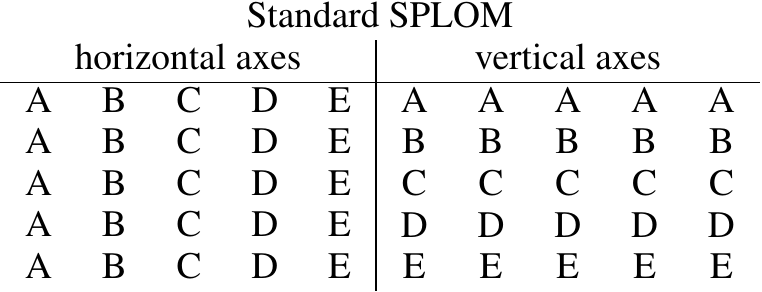 Standard SPLOM
horizontal axes vertical axes
A B C D E A A A A A
A B C D E B B B B B
A B C D E C C C C C
A B C D E D D D D D
A B C D E E E E E E